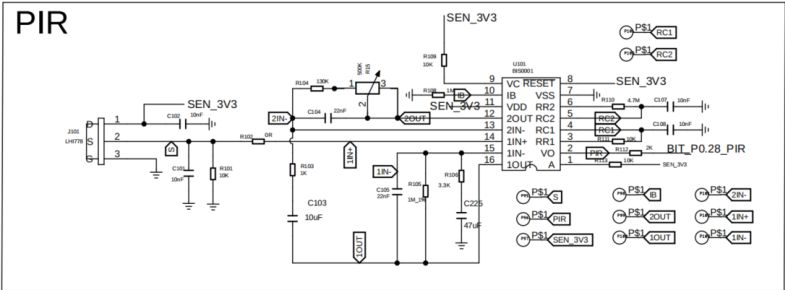 PIR
SEN_3V3
P$1 RC1
P$1 RC2
R109
10K
U101
BIS0001
9 VC RESET 8 SEN_3V3
10 IB VSS 7
11 VDD RR2 6
12 2OUT RC2 5
13 2IN- RC1 4
14 1IN+ RR1 3
15 1IN- VO 2
16 1OUT A 1
R104 130K
500K
R15
1 3
2
1M IB
SEN_3V3
2IN-
C104 22nF
2OUT
R110 4.7M C107 10nF
RC2
RC1
C108 10nF
10K
PIR
R112 2K
BIT_P0.28_PIR
10K
SEN_3V3
SEN_3V3
C102 10nF
J101
LHI778
D 1
S 2
G 3
S
C101
10nF
R101
10K
R102 0R
1IN+
R103
1K
C103
10uF
1OUT
1IN-
C105
22nF
R105
R106
3.3K
C225
47uF
P$1 S
P$1 PIR
P$1 SEN_3V3
P$1 IB
P$1 2OUT
P$1 1OUT
P$1 2IN-
P$1 1IN+
P$1 1IN-